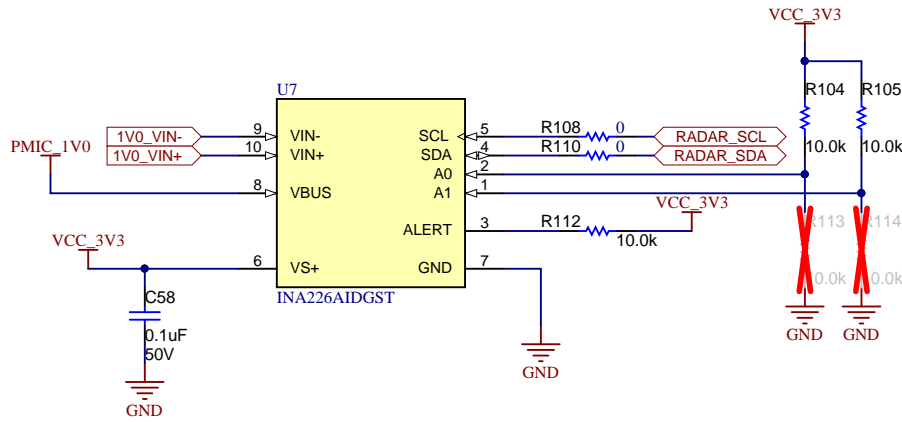 VCC_3V3
U7
R104
R105
1V0_VIN-
9
VIN-
SCL
5
R108
0
RADAR_SCL
10.0k
10.0k
PMIC_1V0
1V0_VIN+
10
VIN+
SDA
4
R110
0
RADAR_SDA
A0
2
8
VBUS
A1
1
VCC_3V3
ALERT
3
R112
10.0k
R113
R114
VCC_3V3
6
VS+
GND
7
0.0k
0.0k
INA226AIDGST
C58
GND
GND
0.1uF
50V
GND
GND